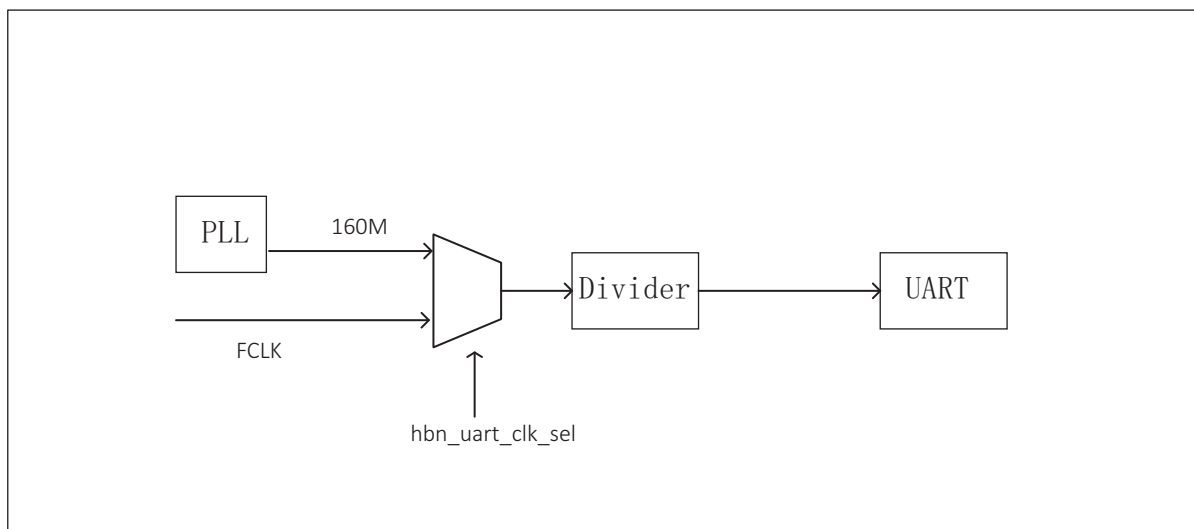 160M
PLL
Divider
UART
FCLK
hbn_uart_clk_sel